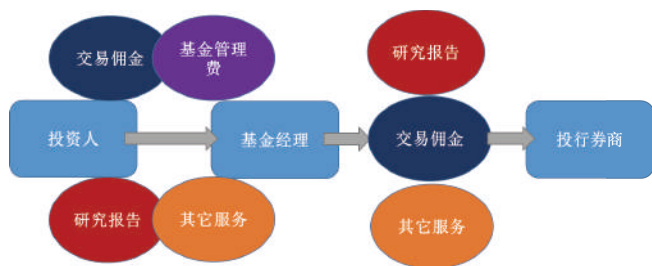 交易佣金
基金管理
费
研究报告
投资人
基金经理
交易佣金
投行券商
研究报告
其它服务
其它服务